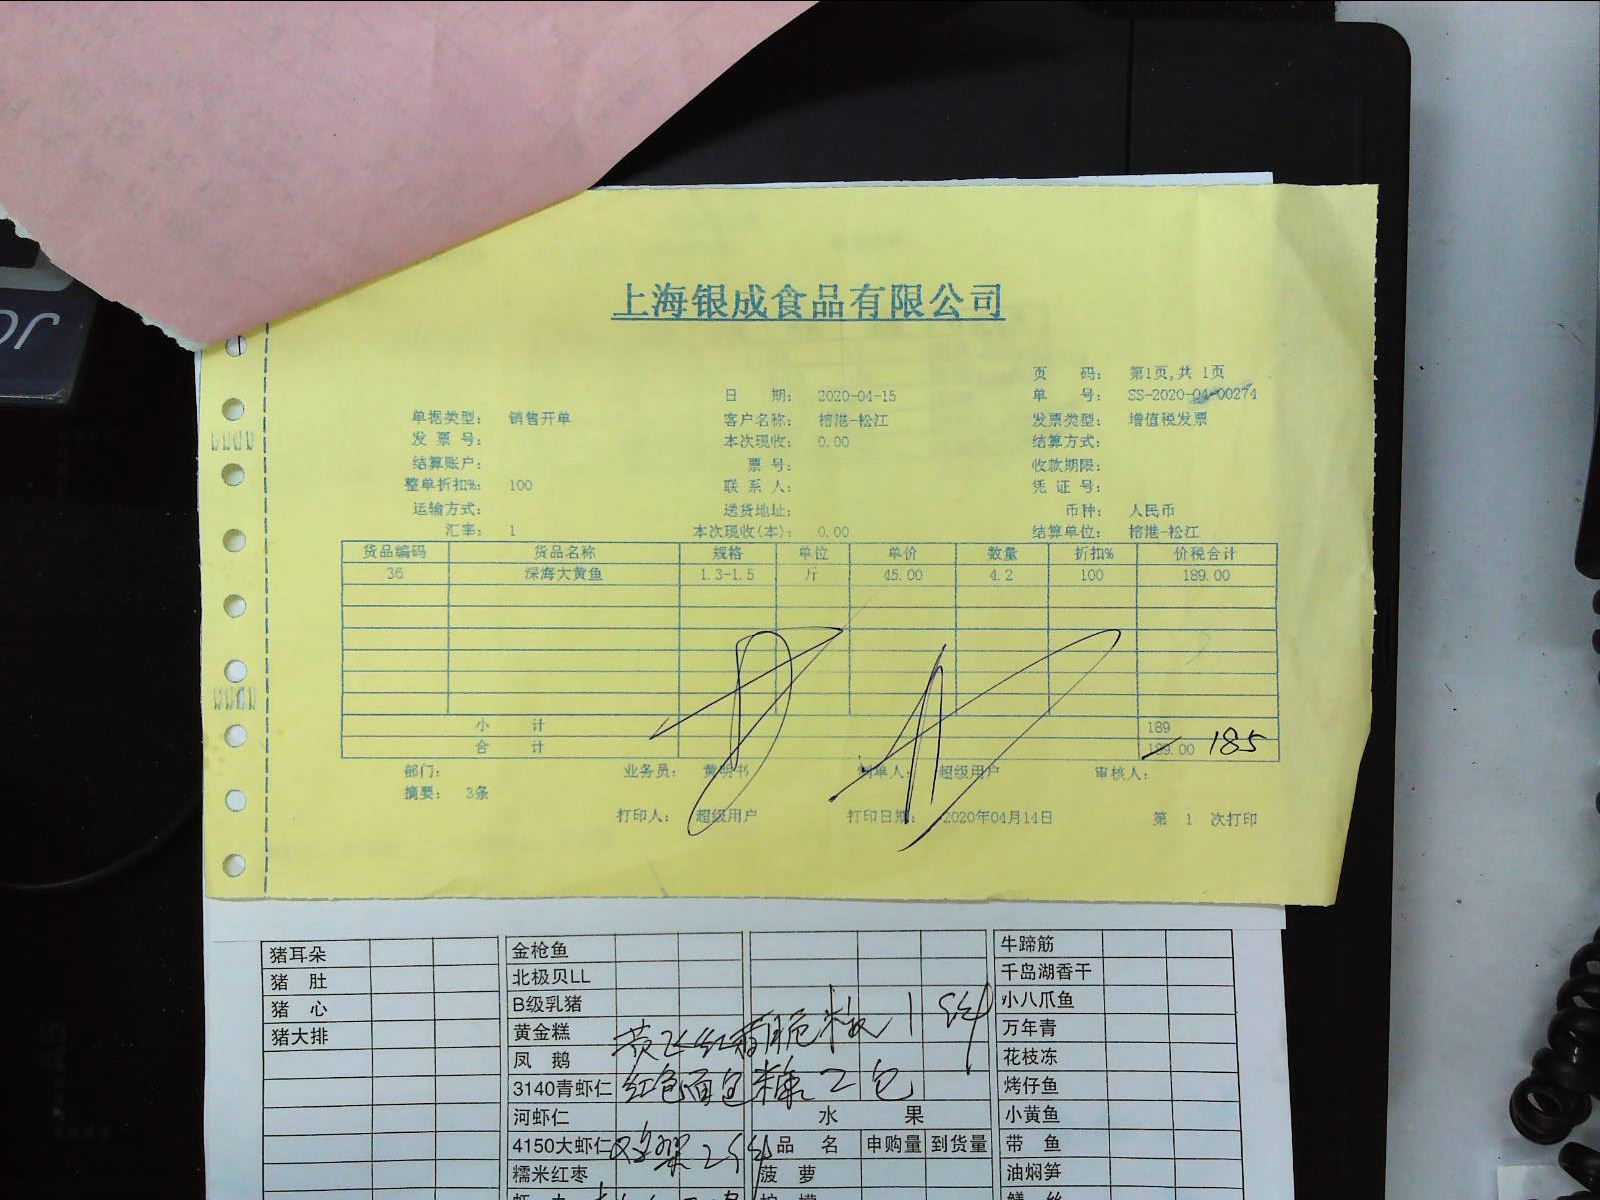 上海银成食品有限公司
页 码： 第1页,共 1页
日 期： 2020-04-15 单 号： SS-2020-04-00274
单据类型： 销售开单 客户名称： 榕港-松江 发票类型： 增值税发票
发 票 号： 本次现收： 0.00 结算方式：
结算账户： 票 号： 收款期限：
整单折扣%： 100 联 系 人： 凭 证 号：
运输方式： 送货地址： 币种： 人民币
汇率： 1 本次现收(本)： 0.00 结算单位： 榕港-松江
货品编码 货品名称 规格 单位 单价 数量 折扣% 价税合计
36 深海大黄鱼 1.3-1.5 斤 45.00 4.2 100 189.00
小 计 189
合 计 189.00 185
部门： 业务员： 黄明书 制单人： 超级用户 审核人：
摘要： 3条
打印人： 超级用户 打印日期： 2020年04月14日 第 1 次打印
猪耳朵 金枪鱼 牛蹄筋
猪 肚 北极贝LL 千岛湖香干
猪 心 B级乳猪 小八爪鱼
猪大排 黄金糕 万年青
黄飞红香脆椒 1
凤 鹅 花枝冻
3140青虾仁 红色面包糠 2包 烤仔鱼
河虾仁 水 果 小黄鱼
4150大虾仁 品 名 申购量 到货量 带 鱼
糯米红枣 菠 萝 油焖笋